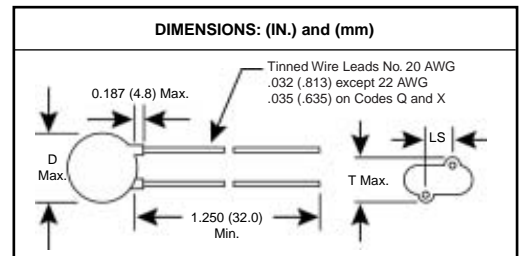 DIMENSIONS: (IN.) and (mm)
Tinned Wire Leads No. 20 AWG
.032 (.813) except 22 AWG
.035 (.635) on Codes Q and X
0.187 (4.8) Max.
LS
D
Max.
T Max.
1.250 (32.0)
Min.